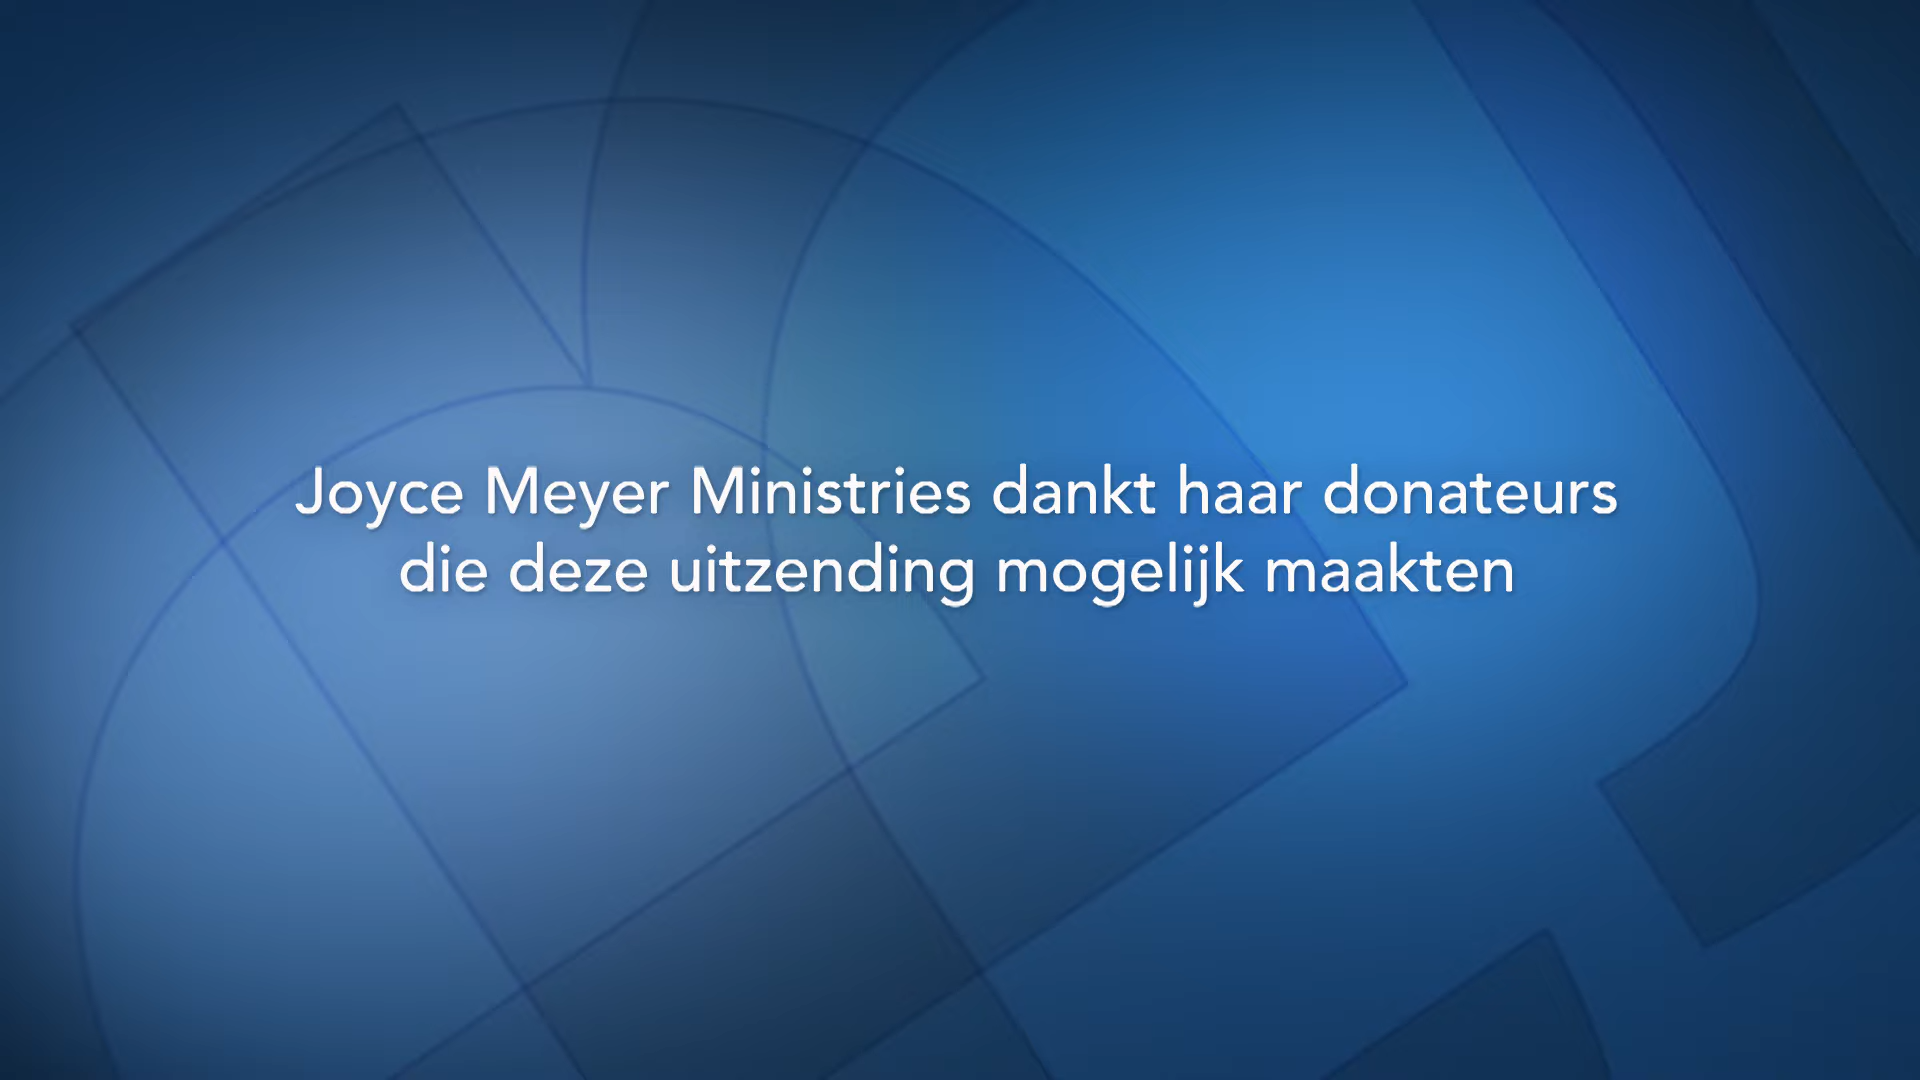 Joyce Meyer Ministries dankt haar donateurs
die deze uitzending mogelijk maakten